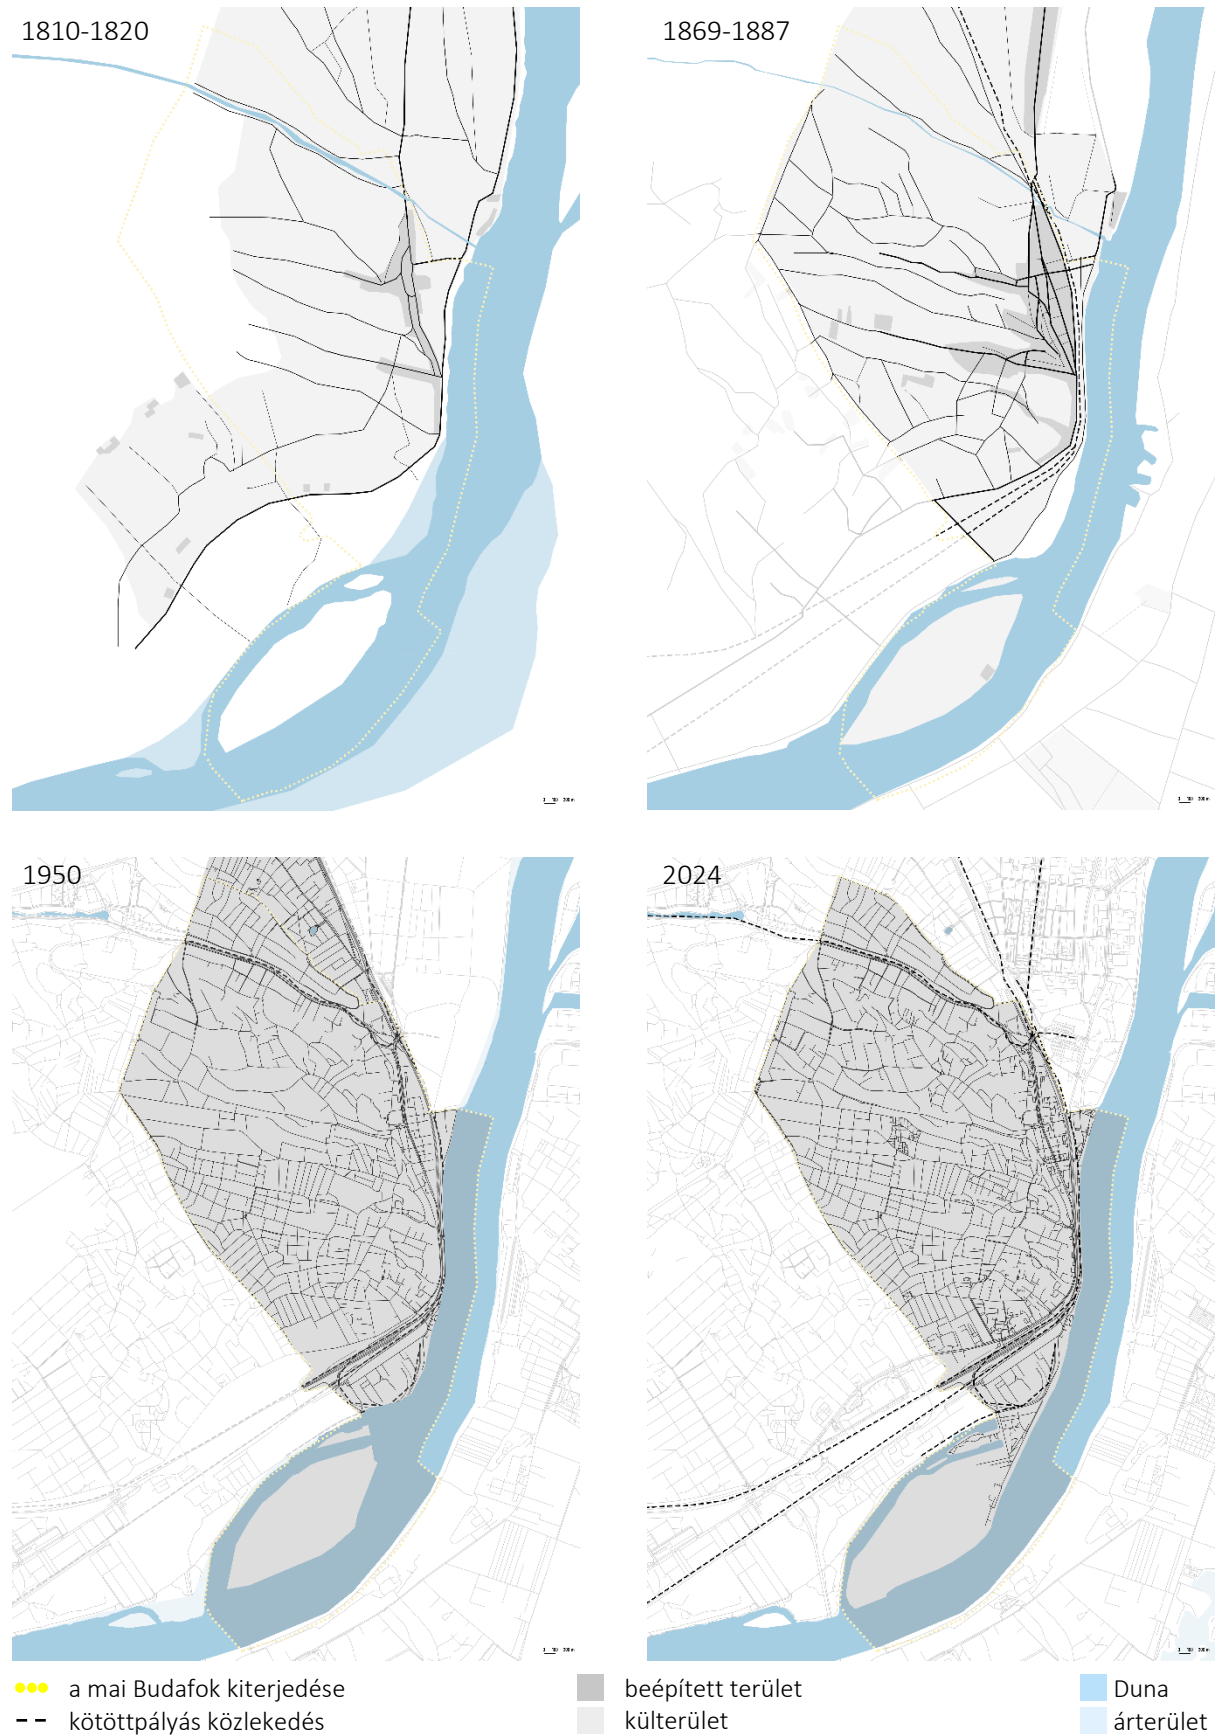 1810-1820
1869-1887
1950
2024
a mai Budafok kiterjedése
beépített terület
Duna
kötöttpályás közlekedés
külterület
árterület